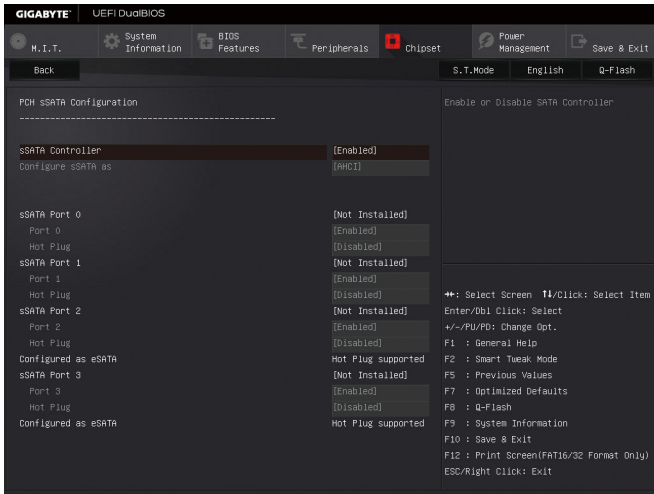 GIGABYTE™ UEFI DualBIOS
M.I.T. System Information BIOS Features Peripherals Chipset Power Management Save & Exit
Back S.T.Mode English Q-Flash
PCH sSATA Configuration
--------------------------------------------------
sSATA Controller [Enabled]
Configure sSATA as [AHCI]
sSATA Port 0 [Not Installed]
Port 0 [Enabled]
Hot Plug [Disabled]
sSATA Port 1 [Not Installed]
Port 1 [Enabled]
Hot Plug [Disabled]
sSATA Port 2 [Not Installed]
Port 2 [Enabled]
Hot Plug [Disabled]
Configured as eSATA Hot Plug supported
sSATA Port 3 [Not Installed]
Port 3 [Enabled]
Hot Plug [Disabled]
Configured as eSATA Hot Plug supported
Enable or Disable SATA Controller
→←: Select Screen ↑↓/Click: Select Item
Enter/Dbl Click: Select
+/-/PU/PD: Change Opt.
F1 : General Help
F2 : Smart Tweak Mode
F5 : Previous Values
F7 : Optimized Defaults
F8 : Q-Flash
F9 : System Information
F10 : Save & Exit
F12 : Print Screen(FAT16/32 Format Only)
ESC/Right Click: Exit